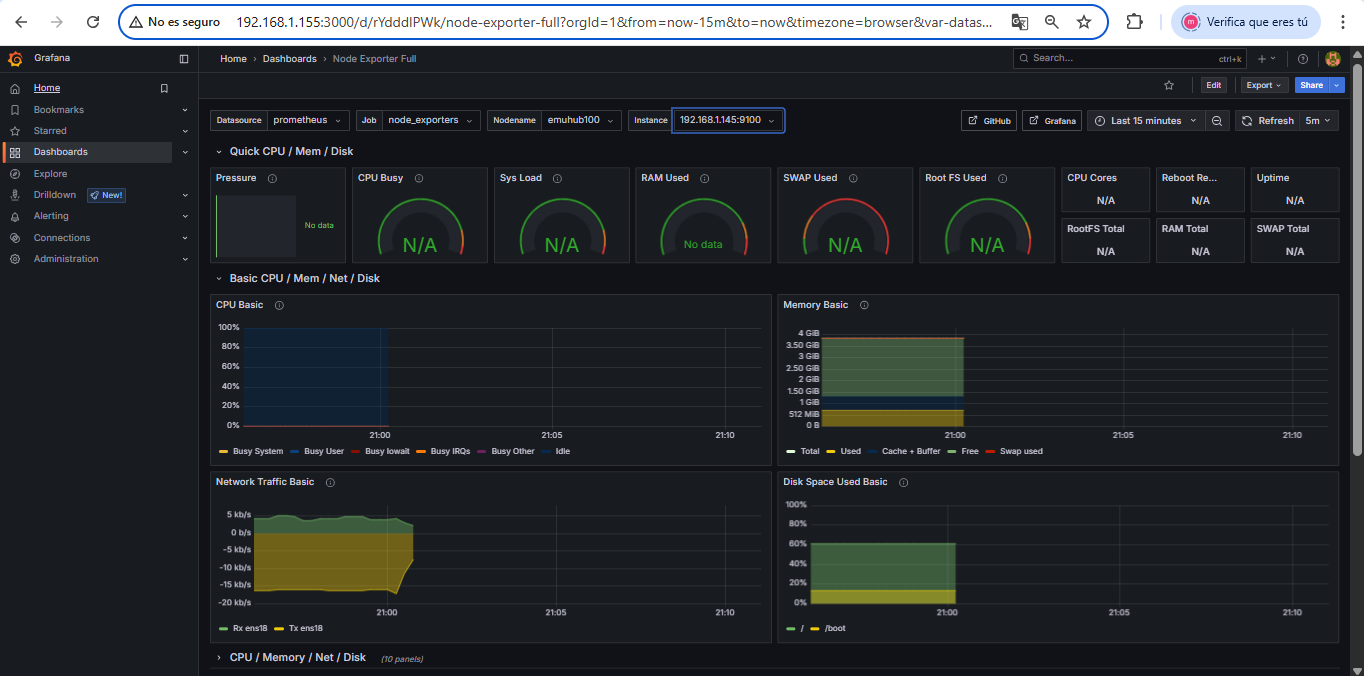 No es seguro 192.168.1.155:3000/d/rYdddlPWk/node-exporter-full?orgId=1&from=now-15m&to=now&timezone=browser&var-datas... m Verifica que eres tú
Grafana
Home › Dashboards › Node Exporter Full
Search... ctrl+k
Edit Export Share
Home
Bookmarks
Starred
Dashboards
Explore
Drilldown New!
Alerting
Connections
Administration
Datasource prometheus Job node_exporters Nodename emuhub100 Instance 192.168.1.145:9100 GitHub Grafana Last 15 minutes Refresh 5m
Quick CPU / Mem / Disk
Pressure
No data
CPU Busy
N/A
Sys Load
N/A
RAM Used
No data
SWAP Used
N/A
Root FS Used
N/A
CPU Cores
N/A
Reboot Re...
N/A
Uptime
N/A
RootFS Total
N/A
RAM Total
N/A
SWAP Total
N/A
Basic CPU / Mem / Net / Disk
CPU Basic
100%
80%
60%
40%
20%
0%
21:00 21:05 21:10
Busy System Busy User Busy Iowait Busy IRQs Busy Other Idle
Memory Basic
4 GiB
3.50 GiB
3 GiB
2.50 GiB
2 GiB
1.50 GiB
1 GiB
512 MiB
0 B
21:00 21:05 21:10
Total Used Cache + Buffer Free Swap used
Network Traffic Basic
5 kb/s
0 b/s
-5 kb/s
-10 kb/s
-15 kb/s
-20 kb/s
21:00 21:05 21:10
Rx ens18 Tx ens18
Disk Space Used Basic
100%
80%
60%
40%
20%
0%
21:00 21:05 21:10
/ /boot
CPU / Memory / Net / Disk (10 panels)